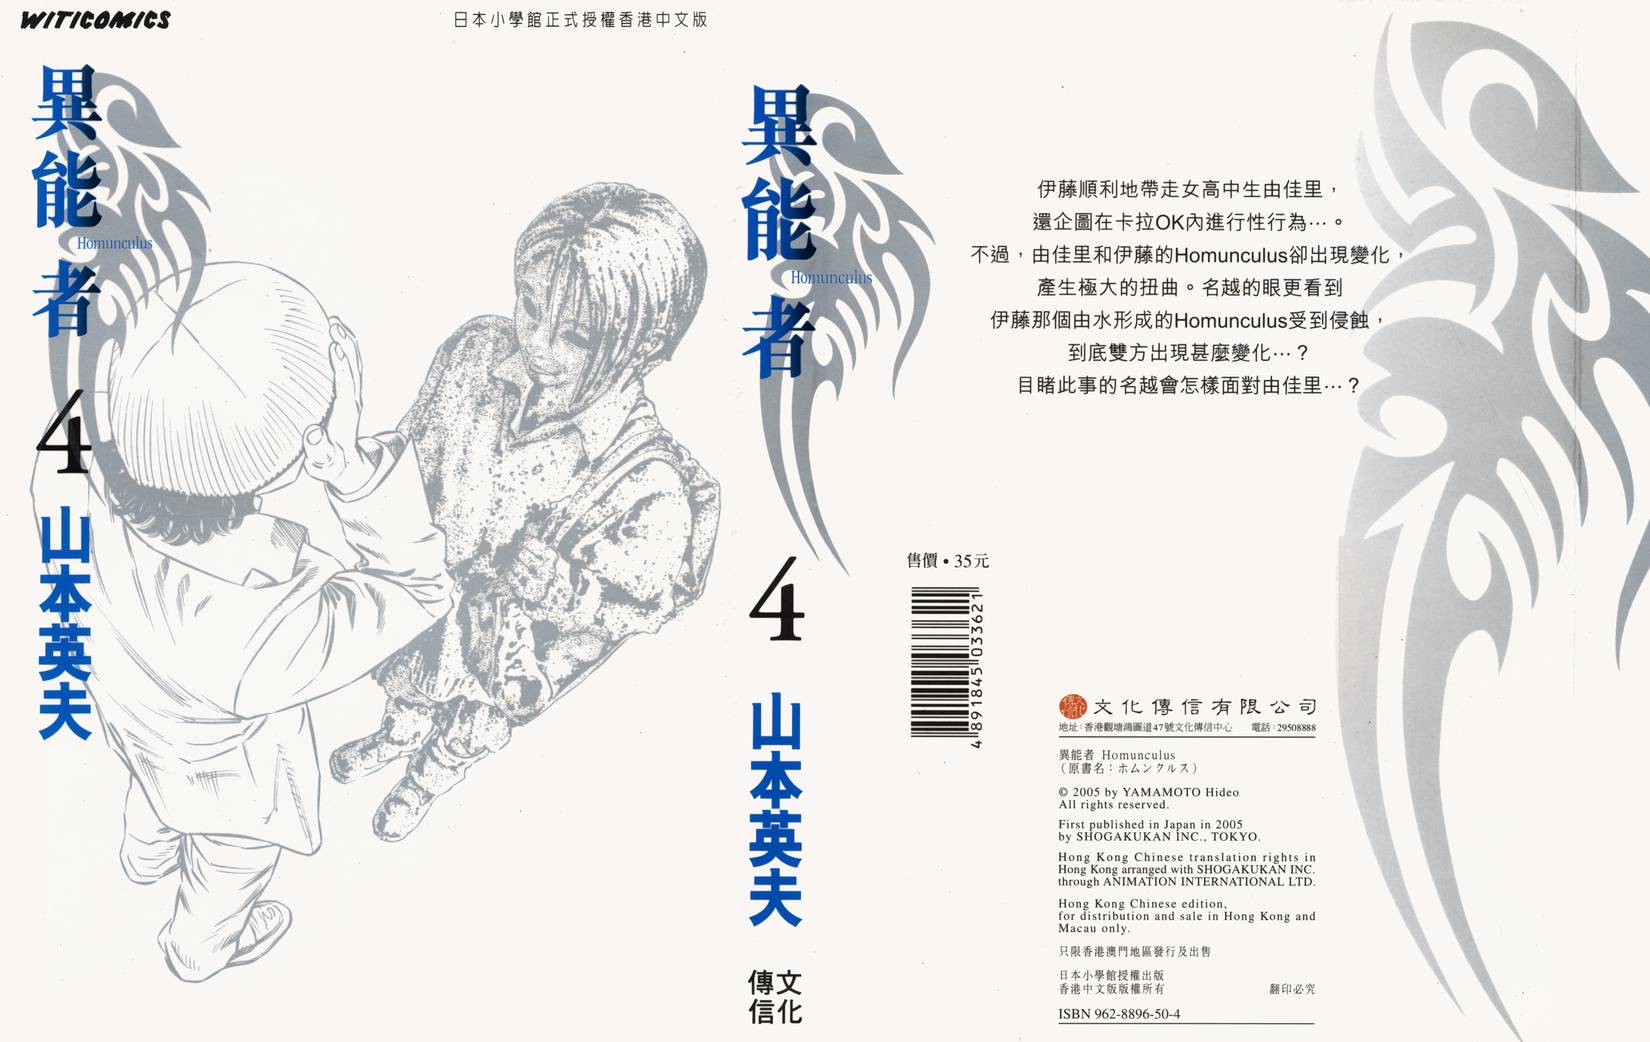 WITICOMICS
日本小學館正式授權香港中文版
異能者
Homunculus
4
山本英夫
異能者
Homunculus
4
山本英夫
文化
傳信
伊藤順利地帶走女高中生由佳里，
還企圖在卡拉OK內進行性行為…。
不過，由佳里和伊藤的Homunculus卻出現變化，
產生極大的扭曲。名越的眼更看到
伊藤那個由水形成的Homunculus受到侵蝕，
到底雙方出現甚麼變化…？
目睹此事的名越會怎樣面對由佳里…？
售價・35元
4 891845 033621
文化傳信有限公司
地址：香港觀塘鴻圖道47號文化傳信中心 電話：29508888
異能者 Homunculus
（原書名：ホムンクルス）
© 2005 by YAMAMOTO Hideo
All rights reserved.
First published in Japan in 2005
by SHOGAKUKAN INC., TOKYO.
Hong Kong Chinese translation rights in
Hong Kong arranged with SHOGAKUKAN INC.
through ANIMATION INTERNATIONAL LTD.
Hong Kong Chinese edition,
for distribution and sale in Hong Kong and
Macau only.
只限香港澳門地區發行及出售
日本小學館授權出版
香港中文版版權所有 翻印必究
ISBN 962-8896-50-4